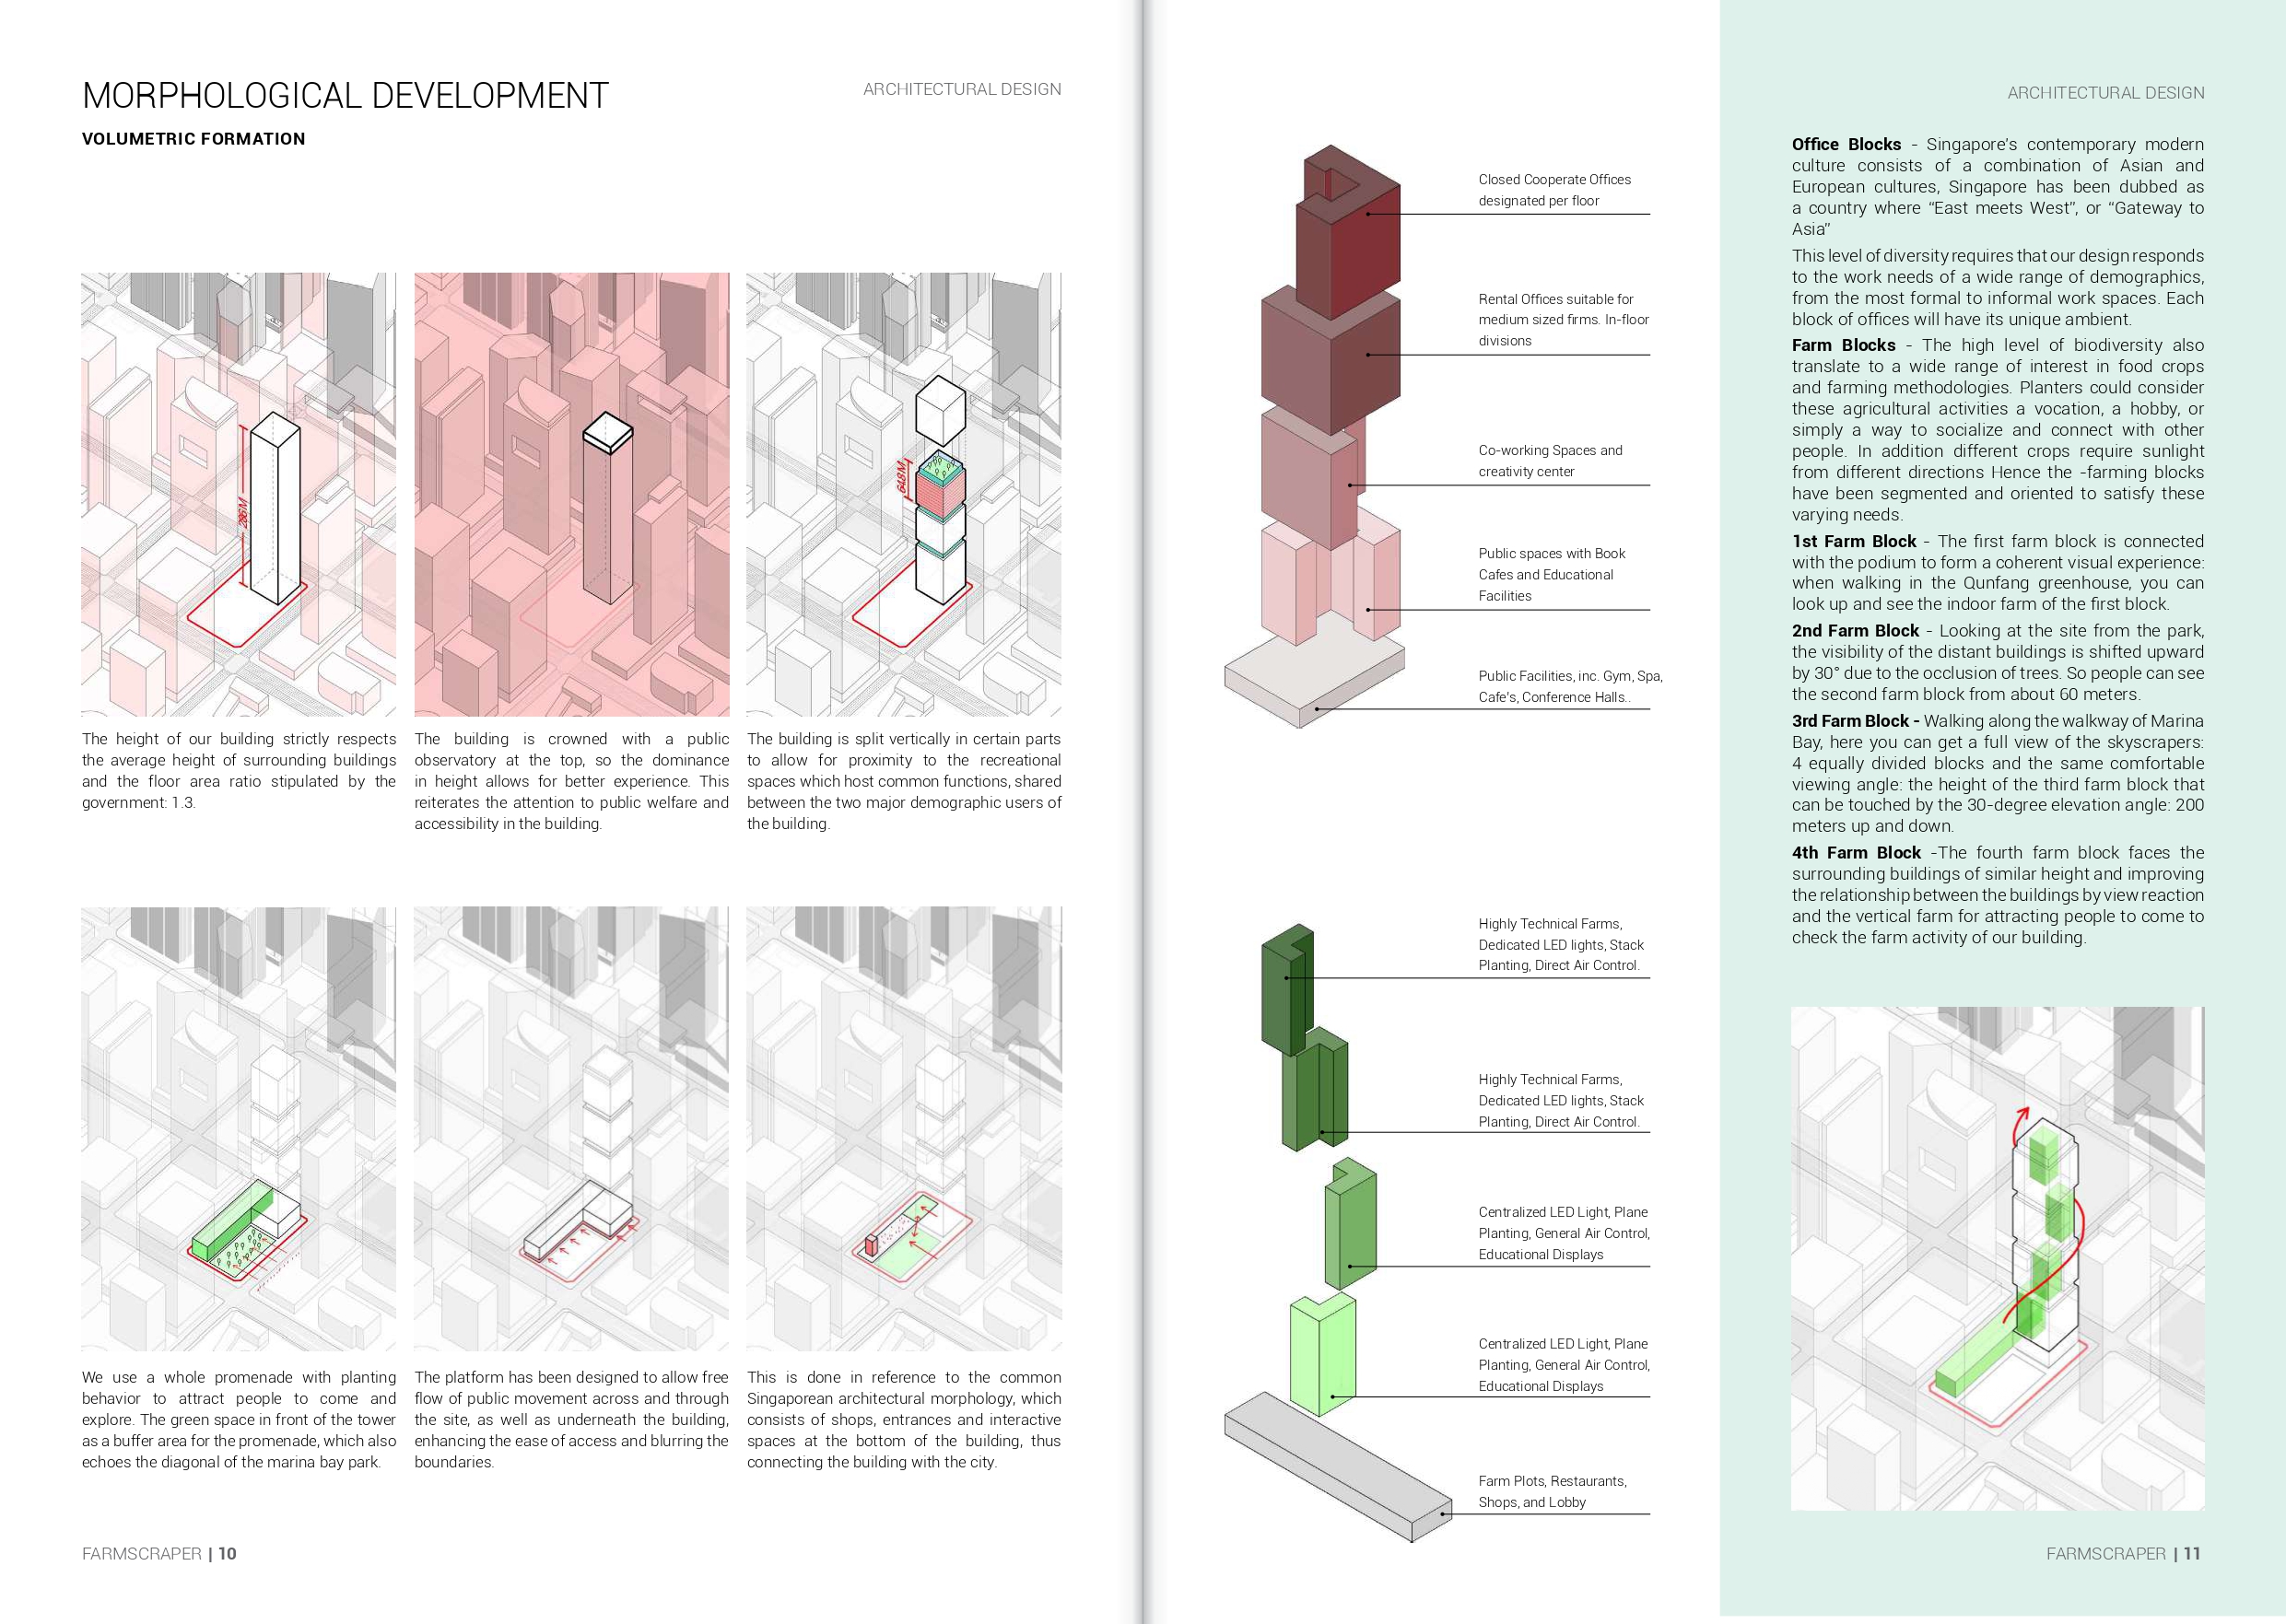 MORPHOLOGICAL DEVELOPMENT
ARCHITECTURAL DESIGN
VOLUMETRIC FORMATION
286M
648M
The height of our building strictly respects
the average height of surrounding buildings
and the floor area ratio stipulated by the
government: 1.3.
The building is crowned with a public
observatory at the top, so the dominance
in height allows for better experience. This
reiterates the attention to public welfare and
accessibility in the building.
The building is split vertically in certain parts
to allow for proximity to the recreational
spaces which host common functions, shared
between the two major demographic users of
the building.
We use a whole promenade with planting
behavior to attract people to come and
explore. The green space in front of the tower
as a buffer area for the promenade, which also
echoes the diagonal of the marina bay park.
The platform has been designed to allow free
flow of public movement across and through
the site, as well as underneath the building,
enhancing the ease of access and blurring the
boundaries.
This is done in reference to the common
Singaporean architectural morphology, which
consists of shops, entrances and interactive
spaces at the bottom of the building, thus
connecting the building with the city.
FARMSCRAPER | 10
Closed Cooperate Offices
designated per floor
Rental Offices suitable for
medium sized firms. In-floor
divisions
Co-working Spaces and
creativity center
Public spaces with Book
Cafes and Educational
Facilities
Public Facilities, inc. Gym, Spa,
Cafe's, Conference Halls..
Highly Technical Farms,
Dedicated LED lights, Stack
Planting, Direct Air Control.
Highly Technical Farms,
Dedicated LED lights, Stack
Planting, Direct Air Control.
Centralized LED Light, Plane
Planting, General Air Control,
Educational Displays
Centralized LED Light, Plane
Planting, General Air Control,
Educational Displays
Farm Plots, Restaurants,
Shops, and Lobby
ARCHITECTURAL DESIGN
Office Blocks - Singapore's contemporary modern
culture consists of a combination of Asian and
European cultures, Singapore has been dubbed as
a country where “East meets West”, or “Gateway to
Asia”
This level of diversity requires that our design responds
to the work needs of a wide range of demographics,
from the most formal to informal work spaces. Each
block of offices will have its unique ambient.
Farm Blocks - The high level of biodiversity also
translate to a wide range of interest in food crops
and farming methodologies. Planters could consider
these agricultural activities a vocation, a hobby, or
simply a way to socialize and connect with other
people. In addition different crops require sunlight
from different directions Hence the -farming blocks
have been segmented and oriented to satisfy these
varying needs.
1st Farm Block - The first farm block is connected
with the podium to form a coherent visual experience:
when walking in the Qunfang greenhouse, you can
look up and see the indoor farm of the first block.
2nd Farm Block - Looking at the site from the park,
the visibility of the distant buildings is shifted upward
by 30° due to the occlusion of trees. So people can see
the second farm block from about 60 meters.
3rd Farm Block - Walking along the walkway of Marina
Bay, here you can get a full view of the skyscrapers:
4 equally divided blocks and the same comfortable
viewing angle: the height of the third farm block that
can be touched by the 30-degree elevation angle: 200
meters up and down.
4th Farm Block -The fourth farm block faces the
surrounding buildings of similar height and improving
the relationship between the buildings by view reaction
and the vertical farm for attracting people to come to
check the farm activity of our building.
FARMSCRAPER | 11